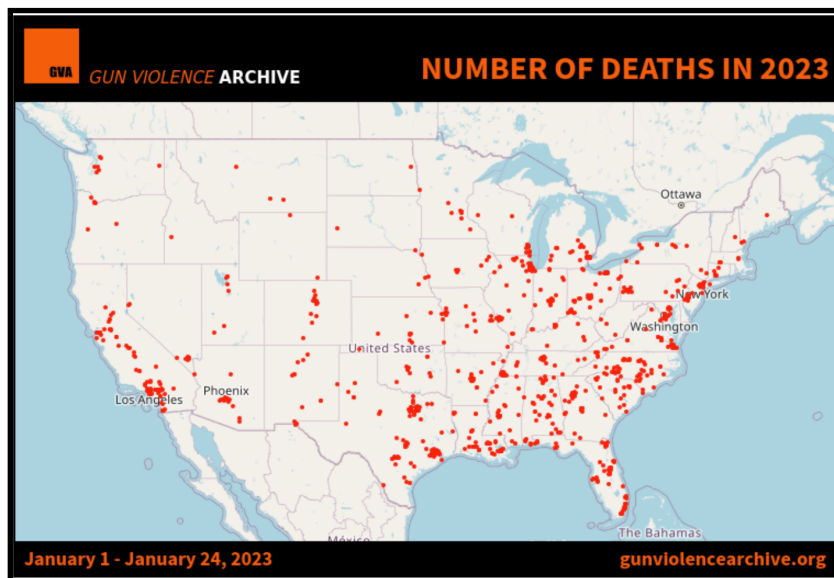 GVA
GUN VIOLENCE ARCHIVE
NUMBER OF DEATHS IN 2023
Ottawa
New York
Washington
United States
Phoenix
Los Angeles
The Bahamas
México
January 1 - January 24, 2023
gunviolencearchive.org